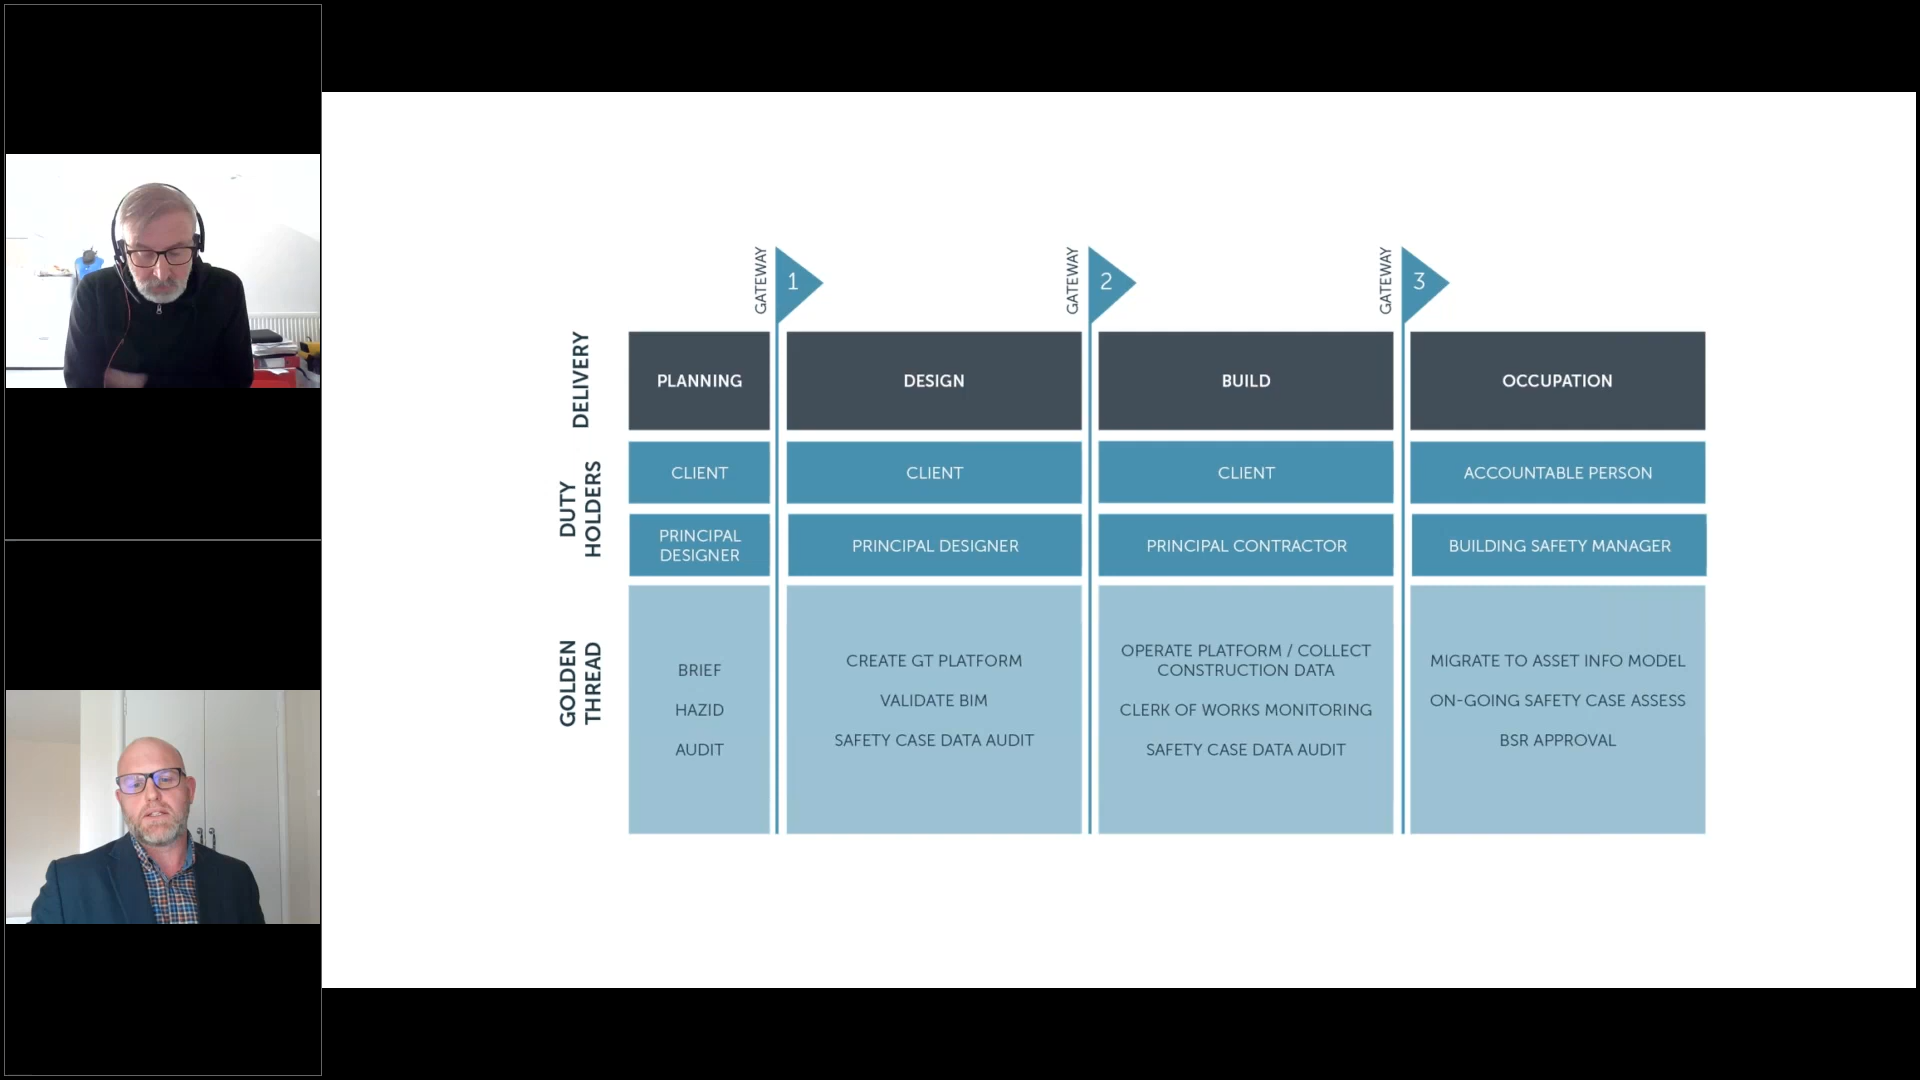 GATEWAY
1
GATEWAY
2
GATEWAY
3
DELIVERY
PLANNING
DESIGN
BUILD
OCCUPATION
DUTY
HOLDERS
CLIENT
CLIENT
CLIENT
ACCOUNTABLE PERSON
PRINCIPAL
DESIGNER
PRINCIPAL DESIGNER
PRINCIPAL CONTRACTOR
BUILDING SAFETY MANAGER
GOLDEN
THREAD
BRIEF
HAZID
AUDIT
CREATE GT PLATFORM
VALIDATE BIM
SAFETY CASE DATA AUDIT
OPERATE PLATFORM / COLLECT
CONSTRUCTION DATA
CLERK OF WORKS MONITORING
SAFETY CASE DATA AUDIT
MIGRATE TO ASSET INFO MODEL
ON-GOING SAFETY CASE ASSESS
BSR APPROVAL